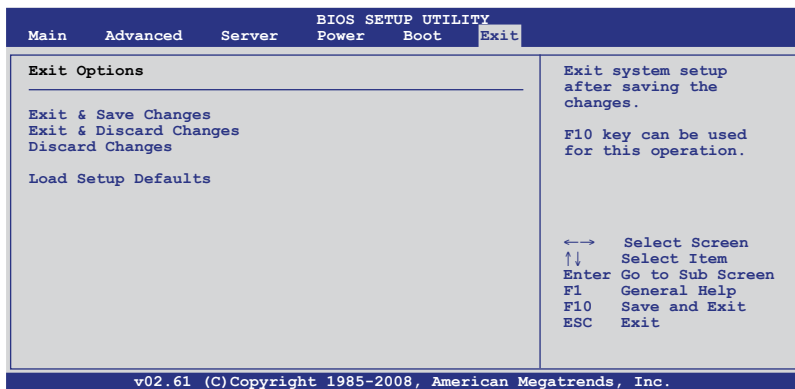 BIOS SETUP UTILITY
Main Advanced Server Power Boot Exit
Exit Options
Exit & Save Changes
Exit & Discard Changes
Discard Changes
Load Setup Defaults
Exit system setup
after saving the
changes.
F10 key can be used
for this operation.
←→ Select Screen
↑↓ Select Item
Enter Go to Sub Screen
F1 General Help
F10 Save and Exit
ESC Exit
v02.61 (C)Copyright 1985-2008, American Megatrends, Inc.